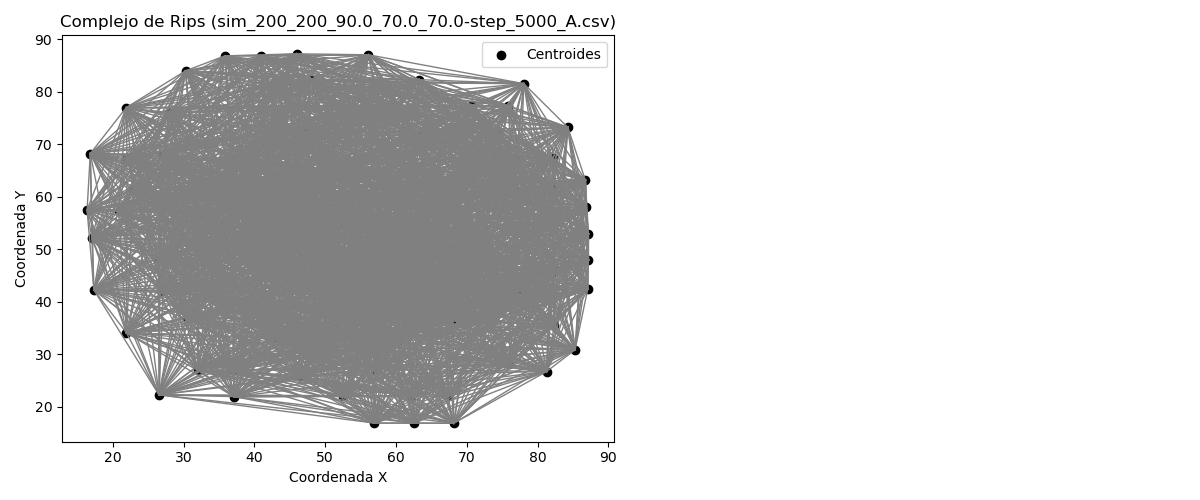 Complejo de Rips (sim_200_200_90.0_70.0_70.0-step_5000_A.csv)
Centroides
90
80
70
60
50
40
30
20
Coordenada Y
20 30 40 50 60 70 80 90
Coordenada X